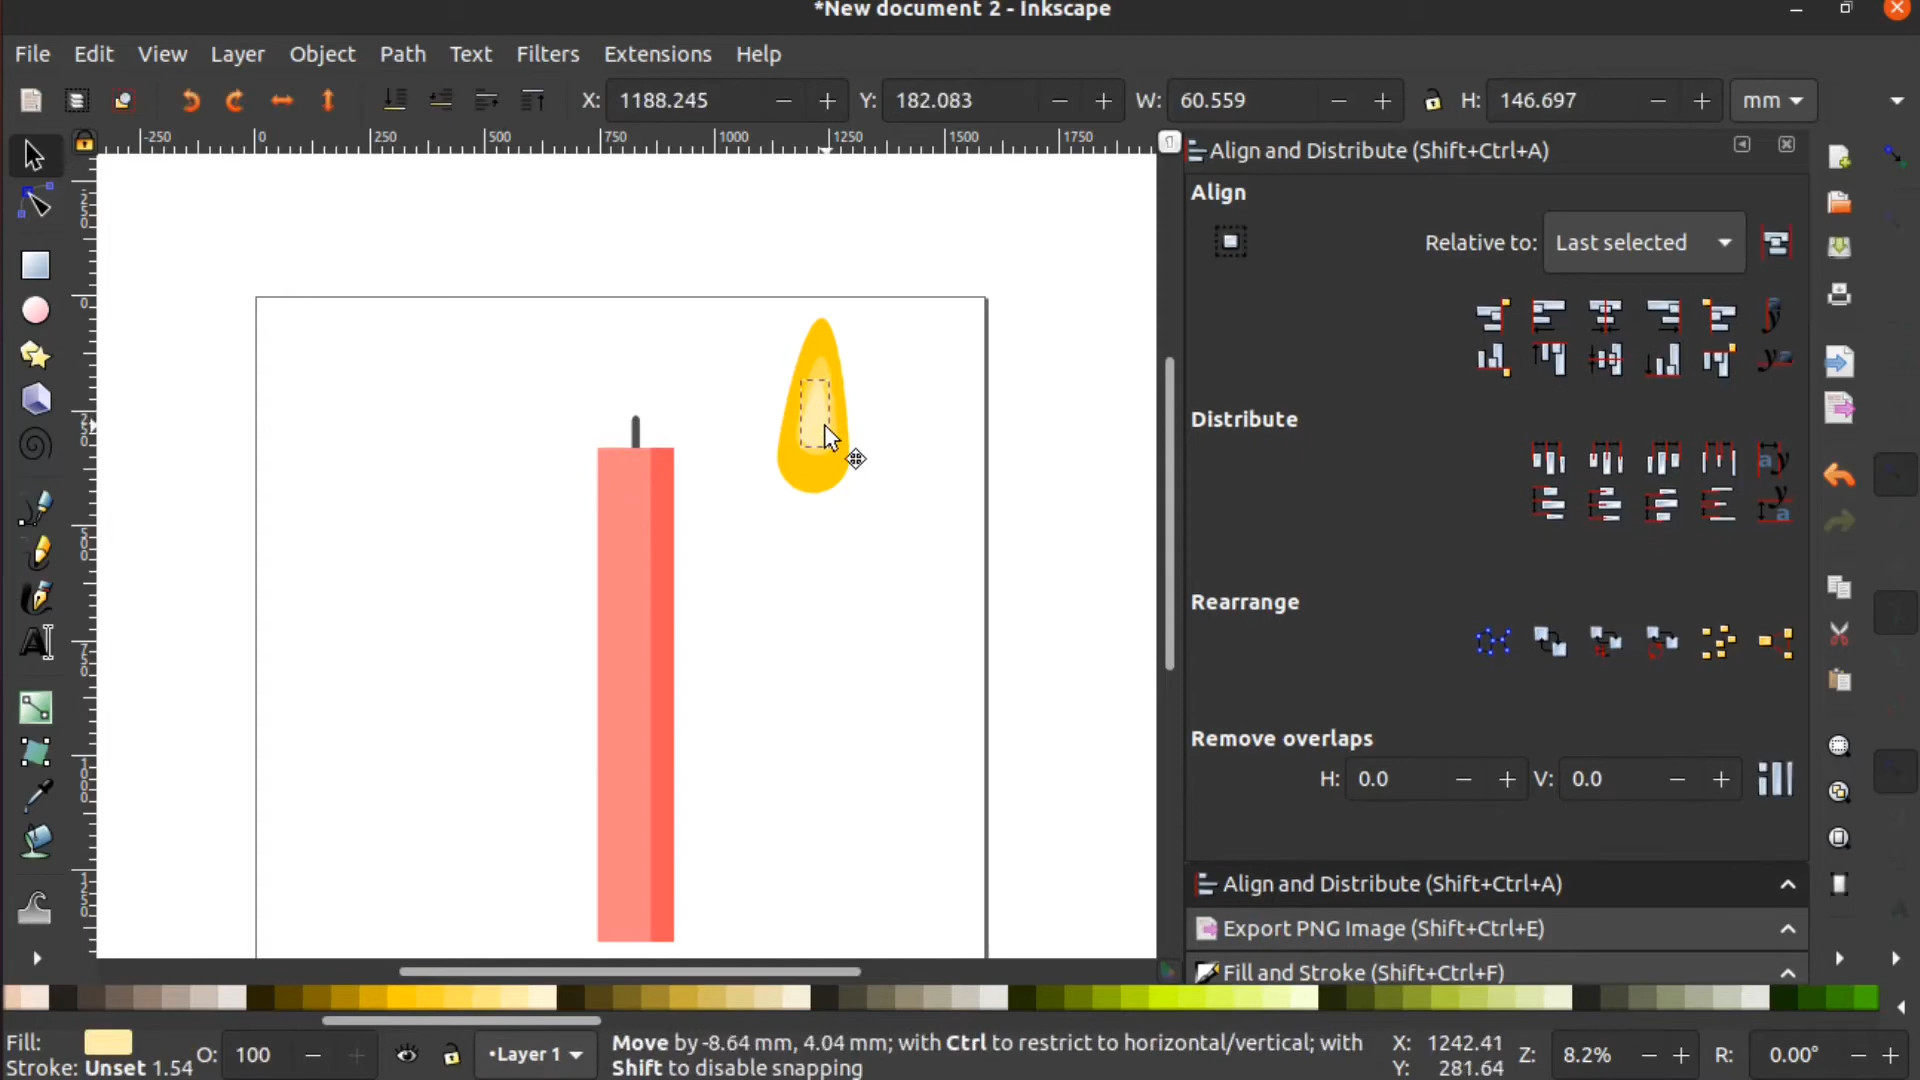 *New document 2 - Inkscape
File Edit View Layer Object Path Text Filters Extensions Help
X: 1188.245 Y: 182.083 W: 60.559 H: 146.697 mm
-250 0 250 500 750 1000 1250 1500 1750
Align and Distribute (Shift+Ctrl+A)
Align
Relative to: Last selected
Distribute
Rearrange
Remove overlaps
H: 0.0 V: 0.0
Align and Distribute (Shift+Ctrl+A)
Export PNG Image (Shift+Ctrl+E)
Fill and Stroke (Shift+Ctrl+F)
Fill:
Stroke: Unset 1.54
O: 100
•Layer 1
Move by -8.64 mm, 4.04 mm; with Ctrl to restrict to horizontal/vertical; with
Shift to disable snapping
X: 1242.41
Y: 281.64
Z: 8.2%
R: 0.00°